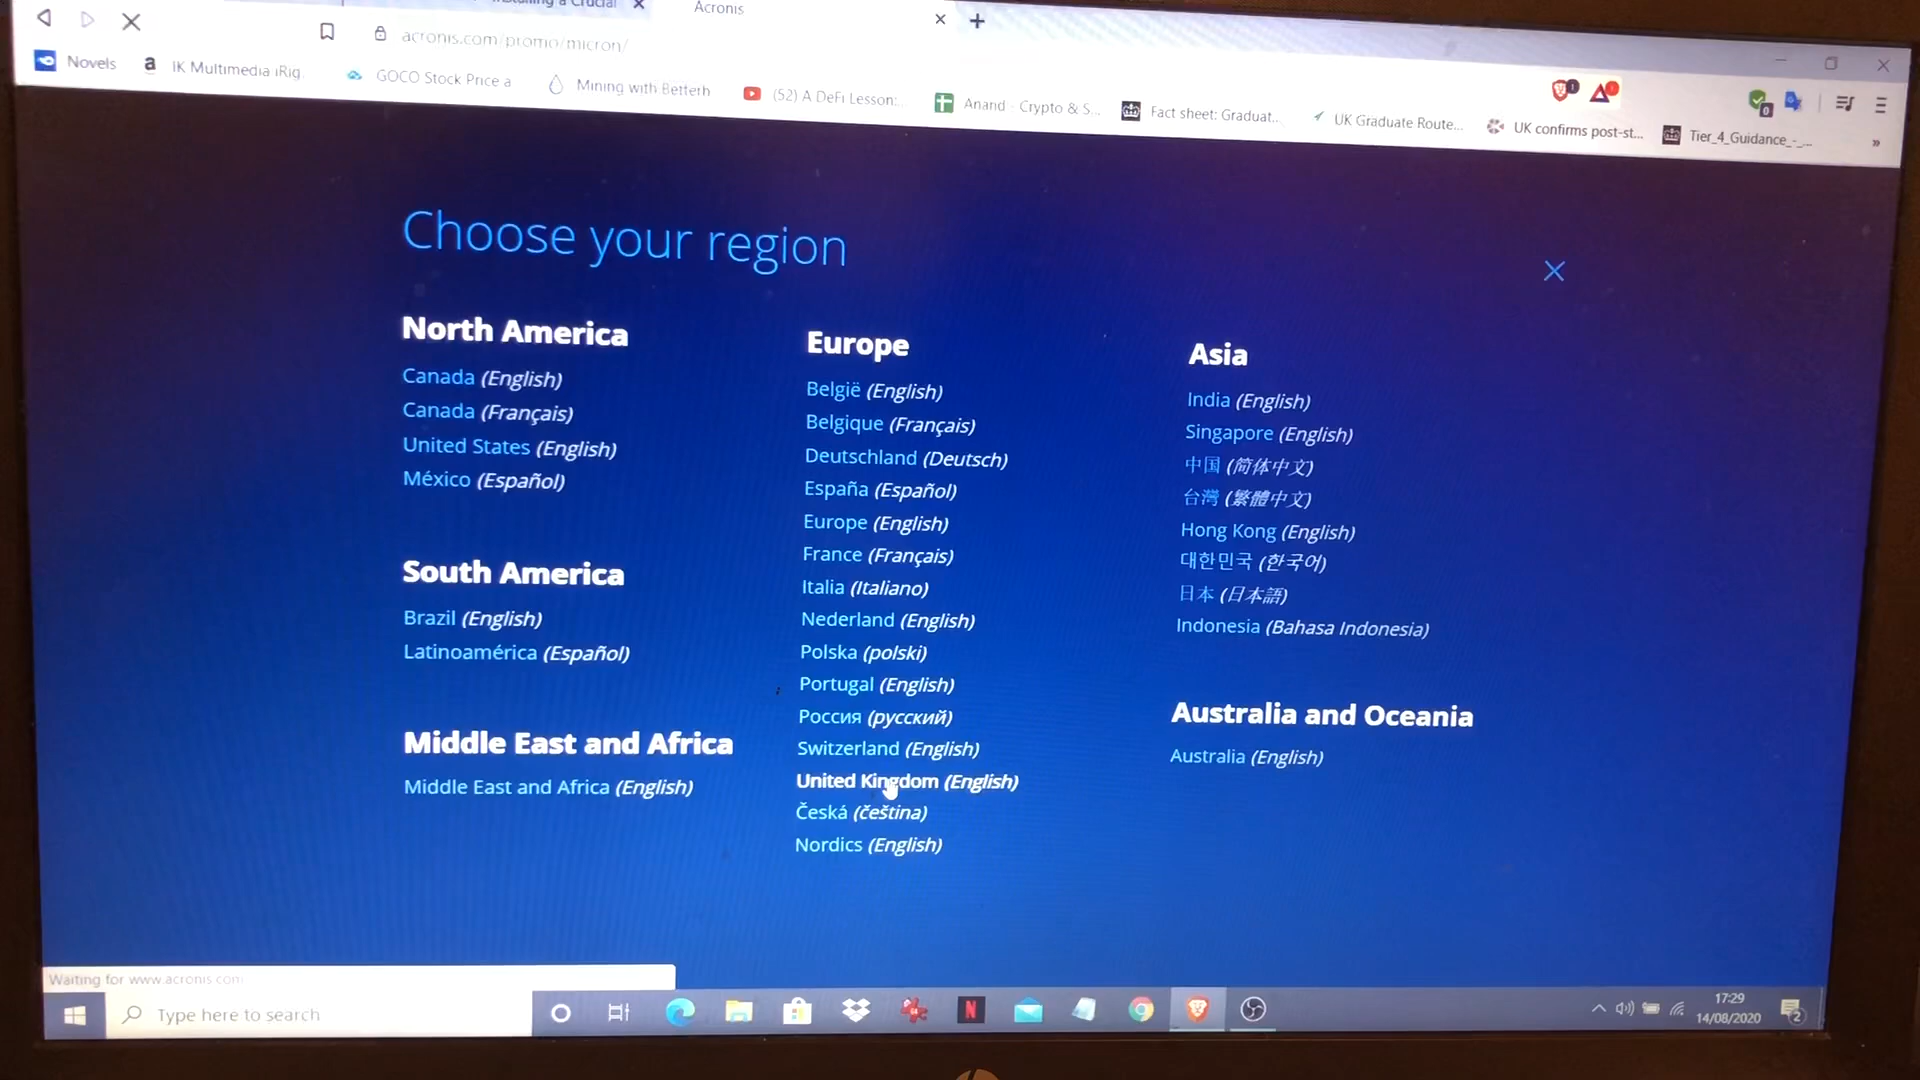 Installing a Crucial
Acronis
acronis.com/promo/micron/
Novels
IK Multimedia iRig
GOCO Stock Price a
Mining with Betterh
(52) A DeFi Lesson:...
Anand - Crypto & S...
Fact sheet: Graduat...
UK Graduate Route...
UK confirms post-st...
Tier_4_Guidance_-_...
»
Choose your region
North America
Canada (English)
Canada (Français)
United States (English)
México (Español)
South America
Brazil (English)
Latinoamérica (Español)
Middle East and Africa
Middle East and Africa (English)
Europe
België (English)
Belgique (Français)
Deutschland (Deutsch)
España (Español)
Europe (English)
France (Français)
Italia (Italiano)
Nederland (English)
Polska (polski)
Portugal (English)
Россия (русский)
Switzerland (English)
United Kingdom (English)
Česká (čeština)
Nordics (English)
Asia
India (English)
Singapore (English)
中国 (简体中文)
台灣 (繁體中文)
Hong Kong (English)
대한민국 (한국어)
日本 (日本語)
Indonesia (Bahasa Indonesia)
Australia and Oceania
Australia (English)
Waiting for www.acronis.com
Type here to search
17:29
14/08/2020
2